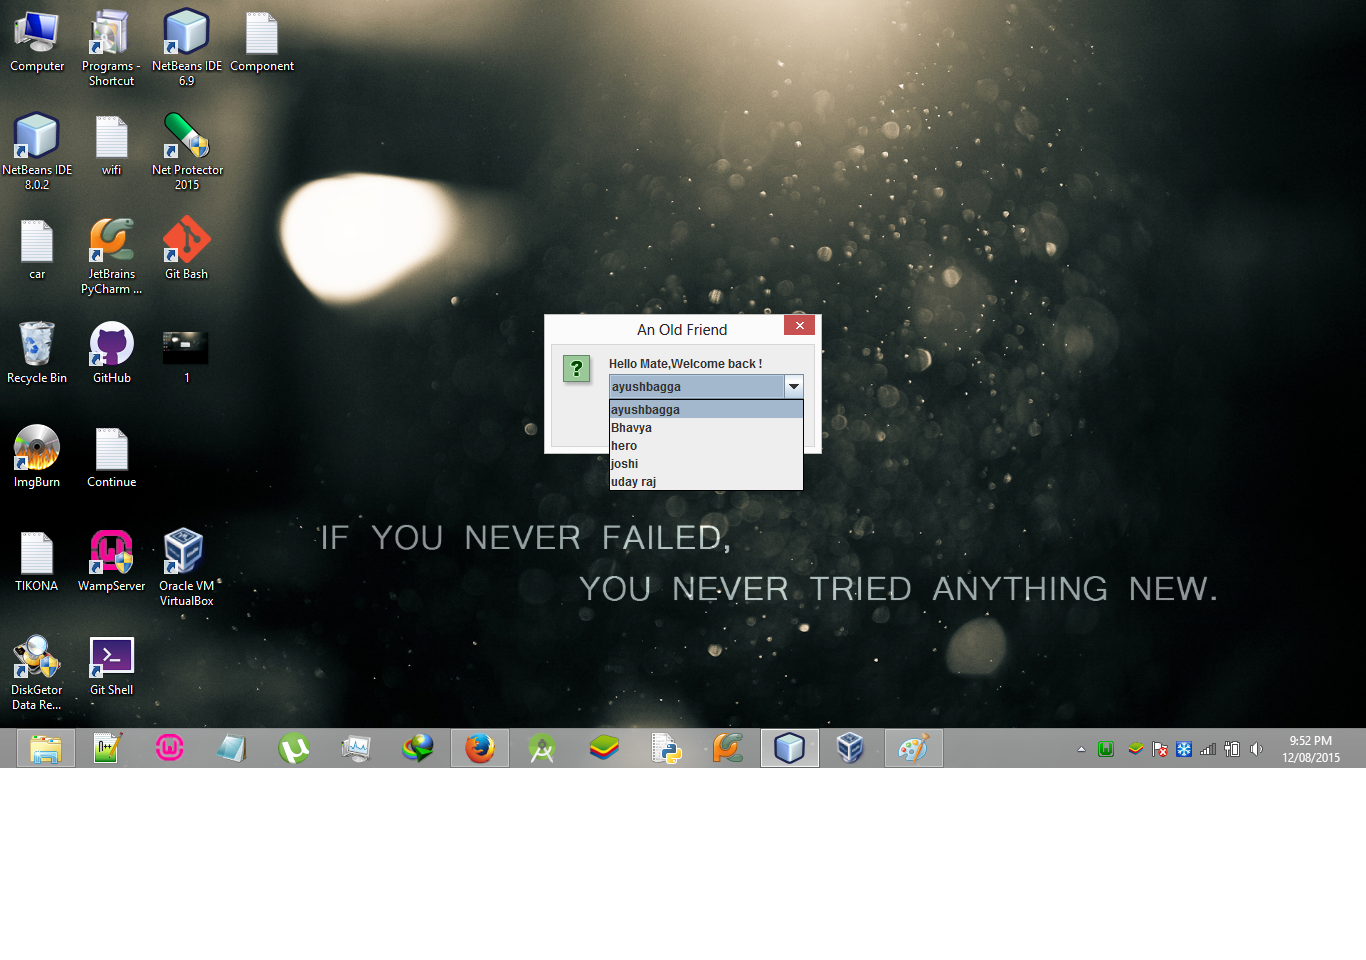 Computer
Programs -
Shortcut
NetBeans IDE
6.9
Component
NetBeans IDE
8.0.2
wifi
Net Protector
2015
car
JetBrains
PyCharm ...
Git Bash
Recycle Bin
GitHub
1
ImgBurn
Continue
TIKONA
WampServer
Oracle VM
VirtualBox
DiskGetor
Data Re...
Git Shell
An Old Friend
Hello Mate,Welcome back !
ayushbagga
ayushbagga
Bhavya
hero
joshi
uday raj
IF YOU NEVER FAILED,
YOU NEVER TRIED ANYTHING NEW.
9:52 PM
12/08/2015